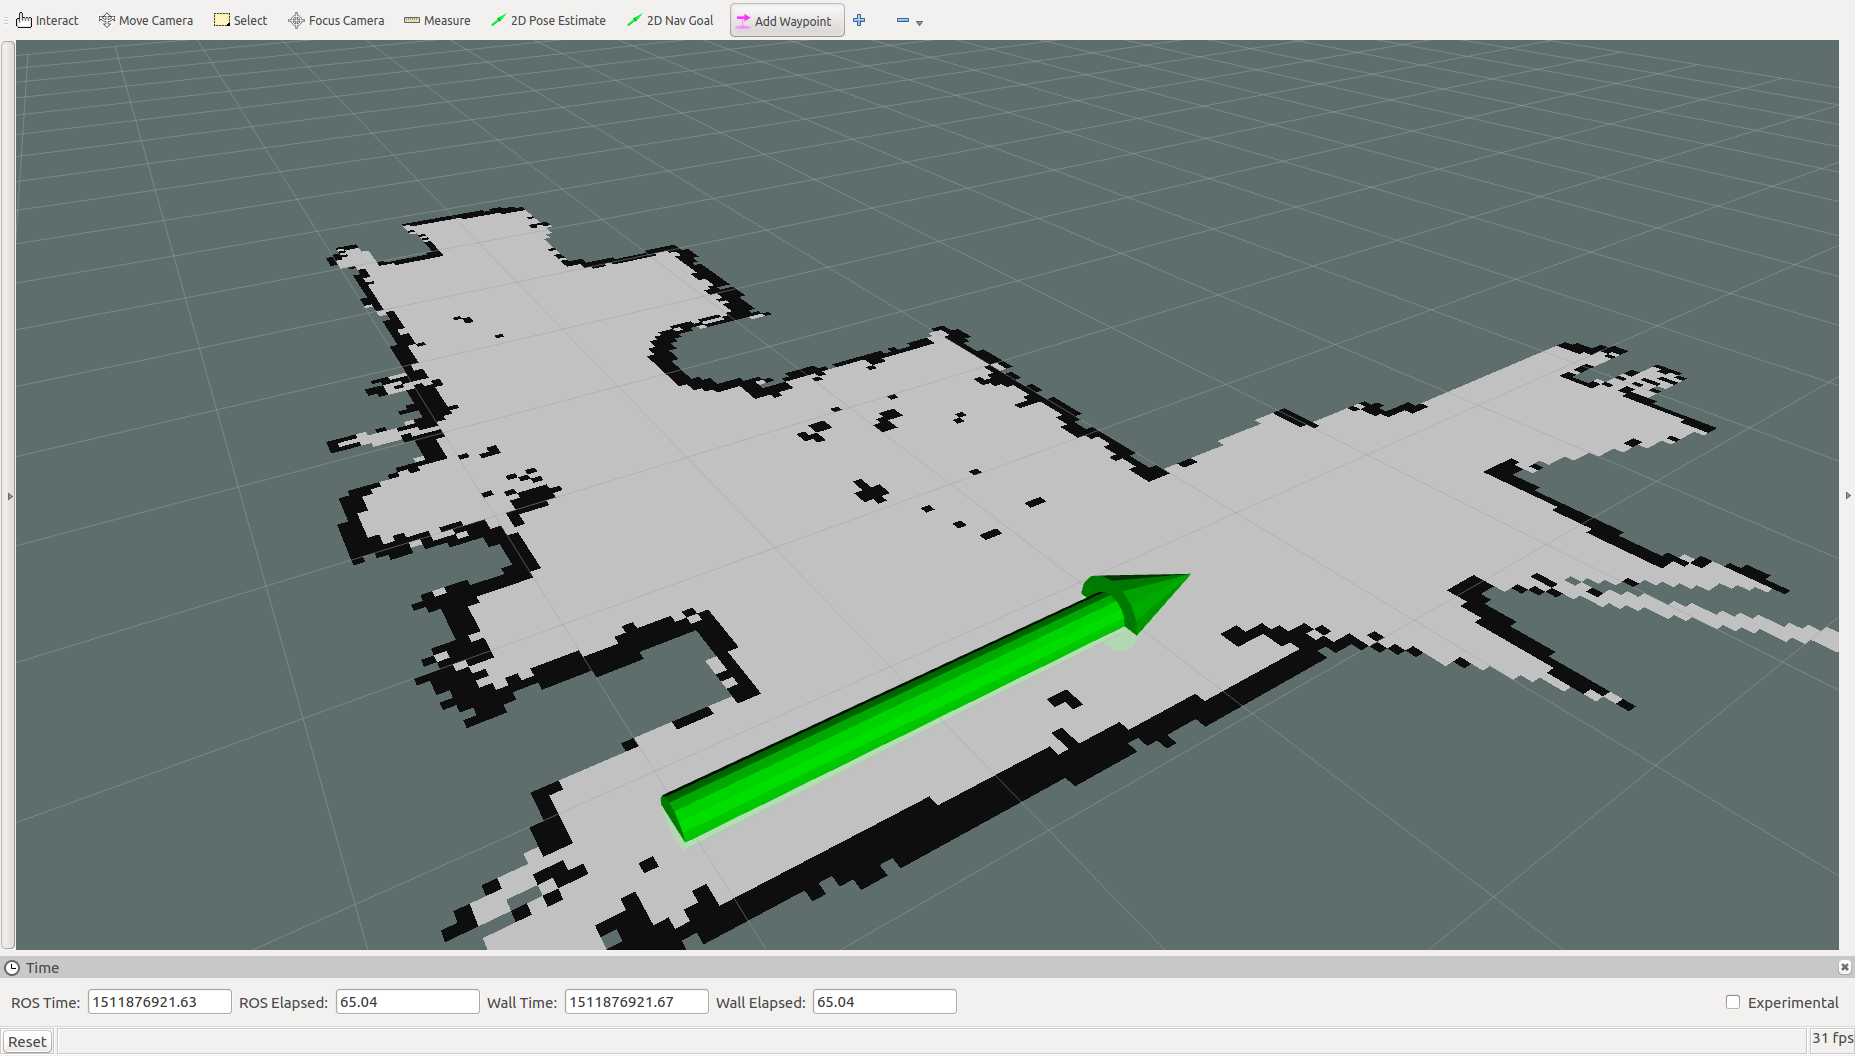 Interact Move Camera Select Focus Camera Measure 2D Pose Estimate 2D Nav Goal Add Waypoint
Time
ROS Time: 1511876921.63 ROS Elapsed: 65.04 Wall Time: 1511876921.67 Wall Elapsed: 65.04 Experimental
Reset 31 fps